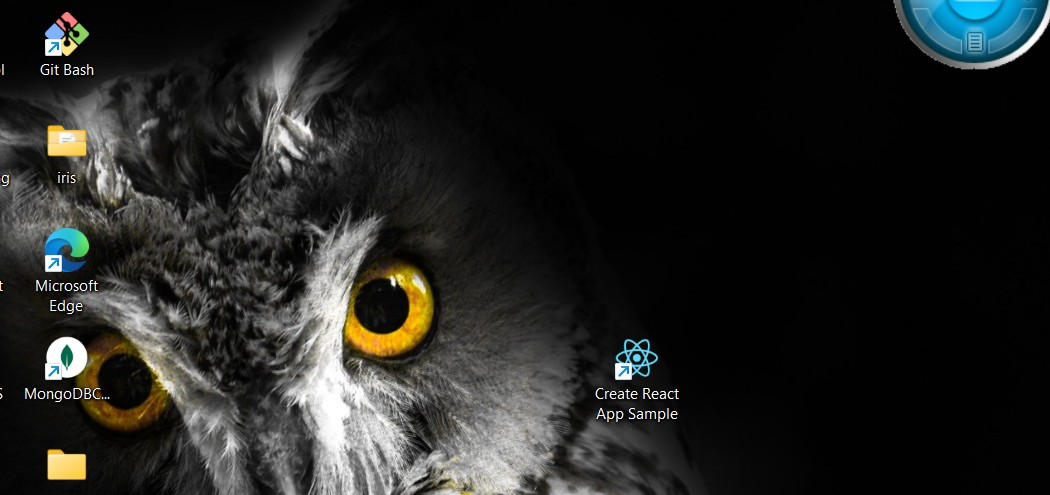 Git Bash
iris
Microsoft
Edge
MongoDBC...
Create React
App Sample